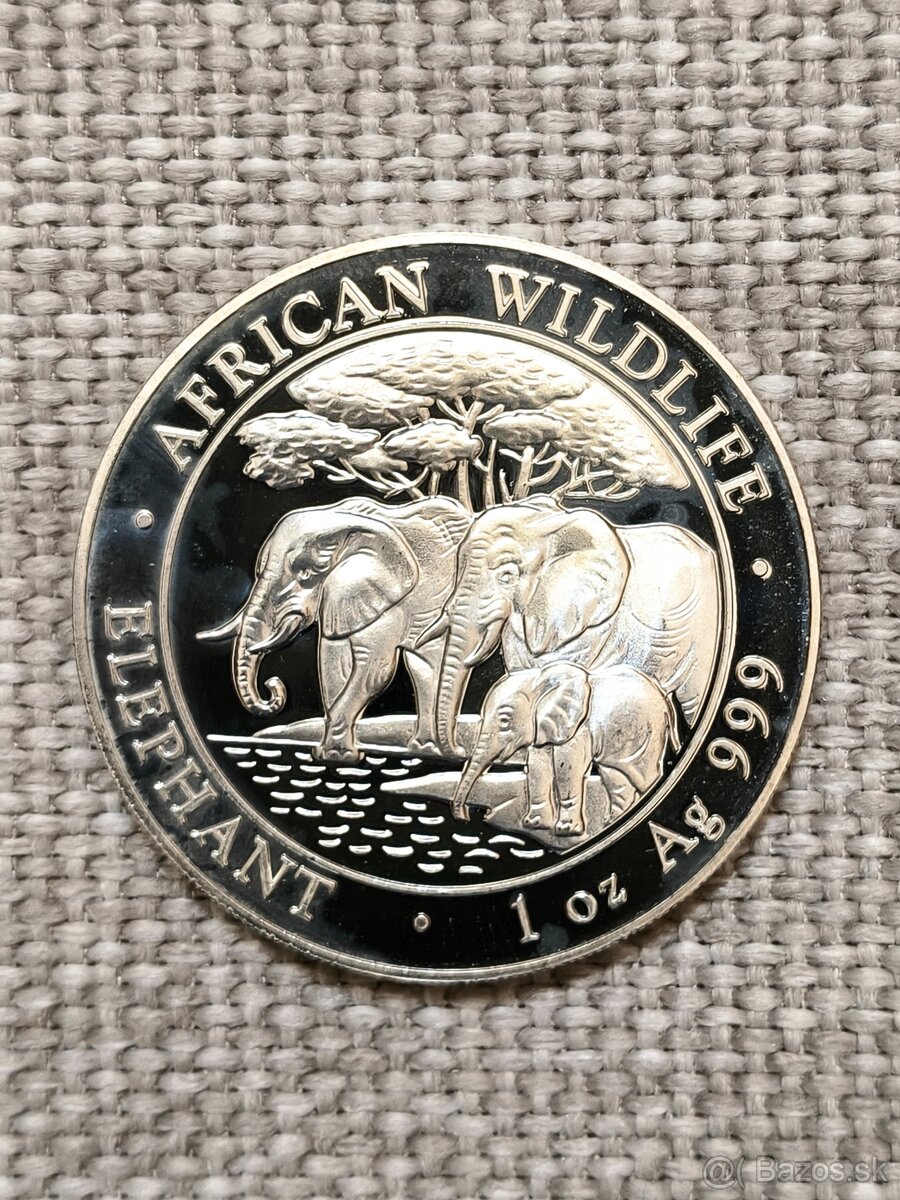 AFRICAN WILDLIFE
ELEPHANT
1 oz Ag 999
@( Bazos.sk